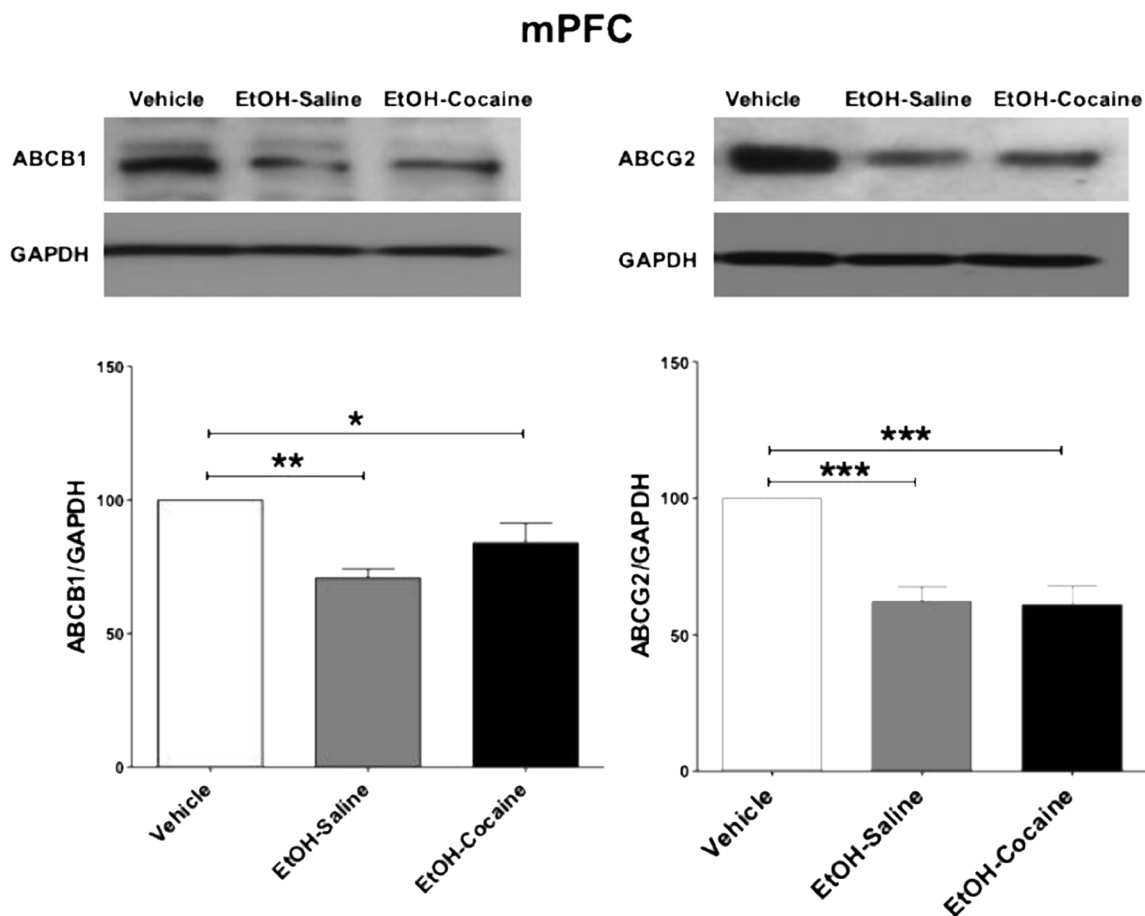 mPFC
Vehicle EtOH-Saline EtOH-Cocaine
ABCB1
GAPDH
Vehicle EtOH-Saline EtOH-Cocaine
ABCG2
GAPDH
150
100
50
0
ABCB1/GAPDH
*
**
Vehicle
EtOH-Saline
EtOH-Cocaine
150
100
50
0
ABCG2/GAPDH
***
***
Vehicle
EtOH-Saline
EtOH-Cocaine